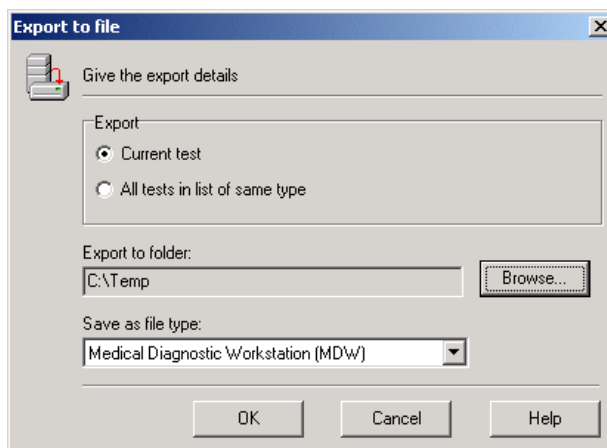 Export to file
Give the export details
Export
Current test
All tests in list of same type
Export to folder:
C:\Temp
Browse...
Save as file type:
Medical Diagnostic Workstation (MDW)
OK
Cancel
Help